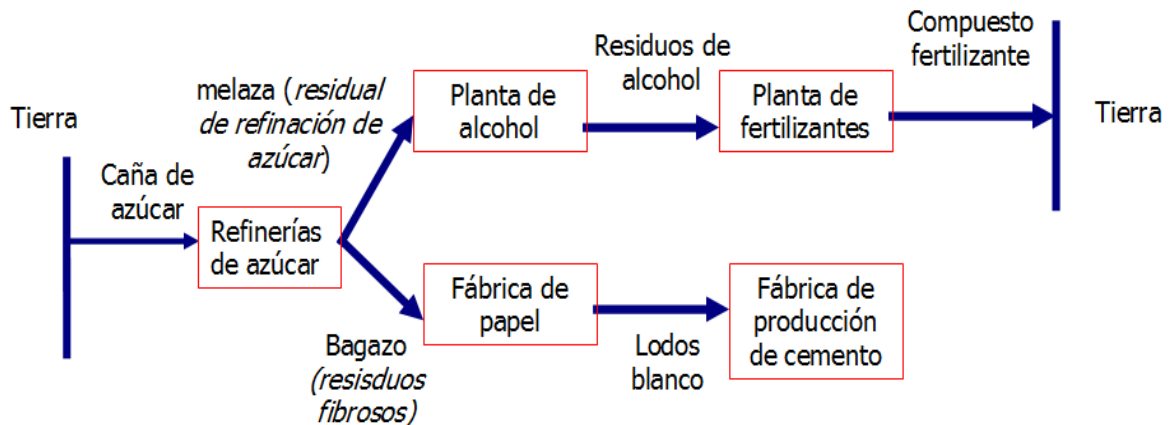 Tierra
Caña de
azúcar
Refinerías
de azúcar
melaza (residual
de refinación de
azúcar)
Planta de
alcohol
Residuos de
alcohol
Planta de
fertilizantes
Compuesto
fertilizante
Tierra
Bagazo
(resisduos
fibrosos)
Fábrica de
papel
Lodos
blanco
Fábrica de
producción
de cemento